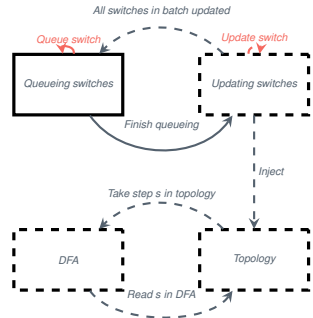 All switches in batch updated
Queue switch
Update switch
Queueing switches
Updating switches
Finish queueing
Inject
Take step s in topology
DFA
Topology
Read s in DFA